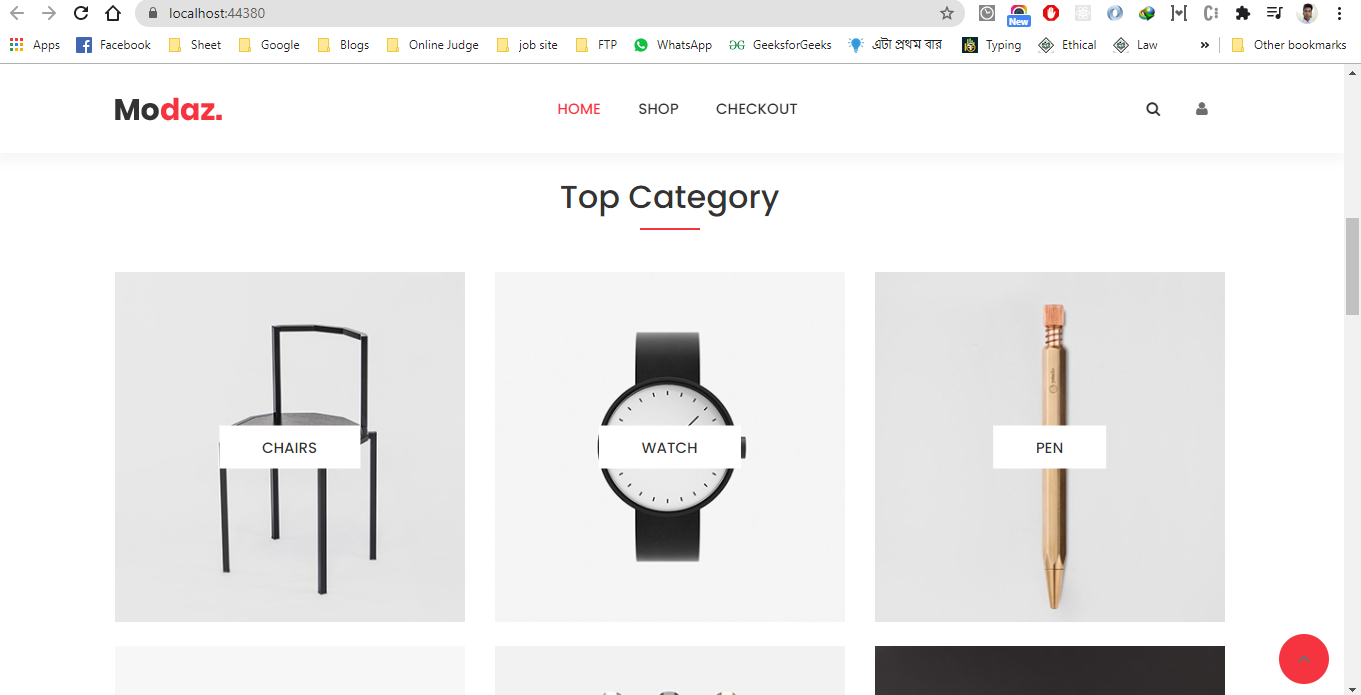 localhost:44380
New
Apps Facebook Sheet Google Blogs Online Judge job site FTP WhatsApp GeeksforGeeks এটা প্রথম বার Typing Ethical Law » Other bookmarks
Modaz. HOME SHOP CHECKOUT
Top Category
CHAIRS WATCH PEN